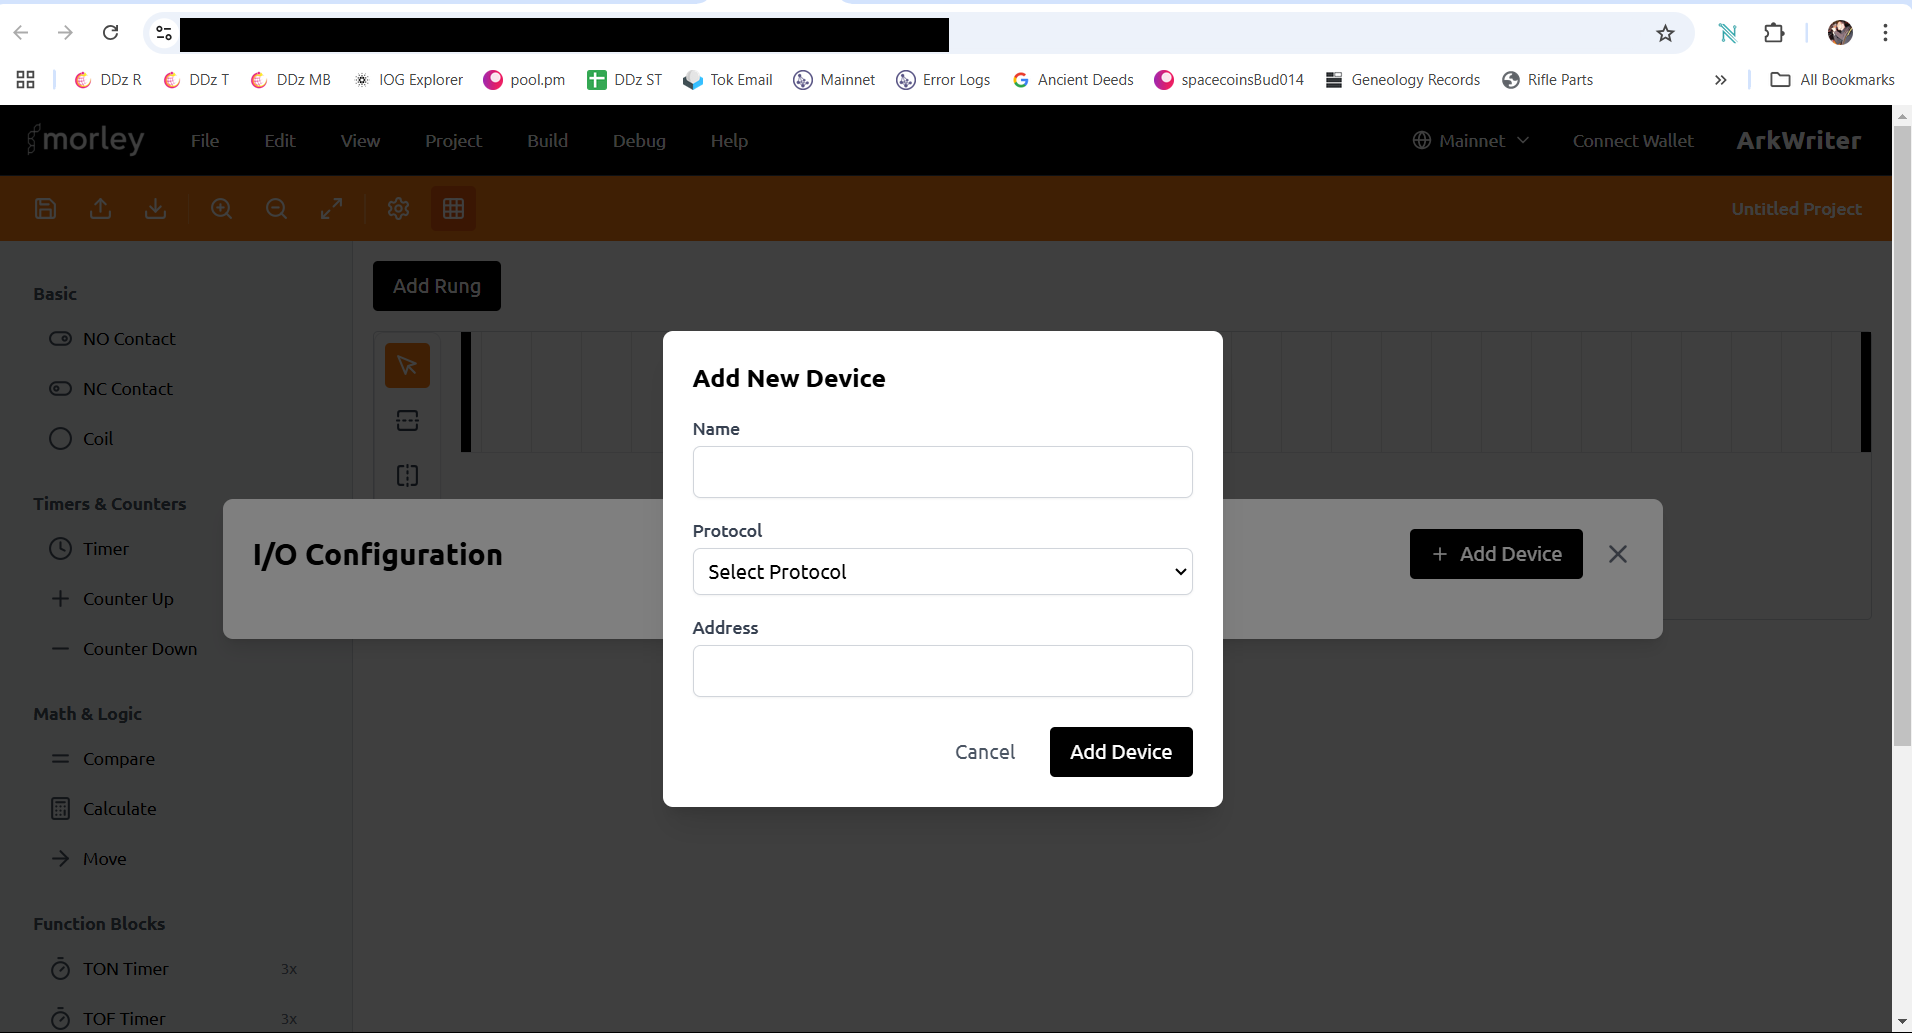 DDz R
DDz T
DDz MB
IOG Explorer
pool.pm
DDz ST
Tok Email
Mainnet
Error Logs
Ancient Deeds
spacecoinsBud014
Geneology Records
Rifle Parts
»
All Bookmarks
morley
File
Edit
View
Project
Build
Debug
Help
Mainnet
Connect Wallet
ArkWriter
Untitled Project
Basic
NO Contact
NC Contact
Coil
Timers & Counters
Timer
Counter Up
Counter Down
Math & Logic
Compare
Calculate
Move
Function Blocks
TON Timer 3x
TOF Timer 3x
Add Rung
I/O Configuration
+ Add Device
Add New Device
Name
Protocol
Select Protocol
Address
Cancel
Add Device